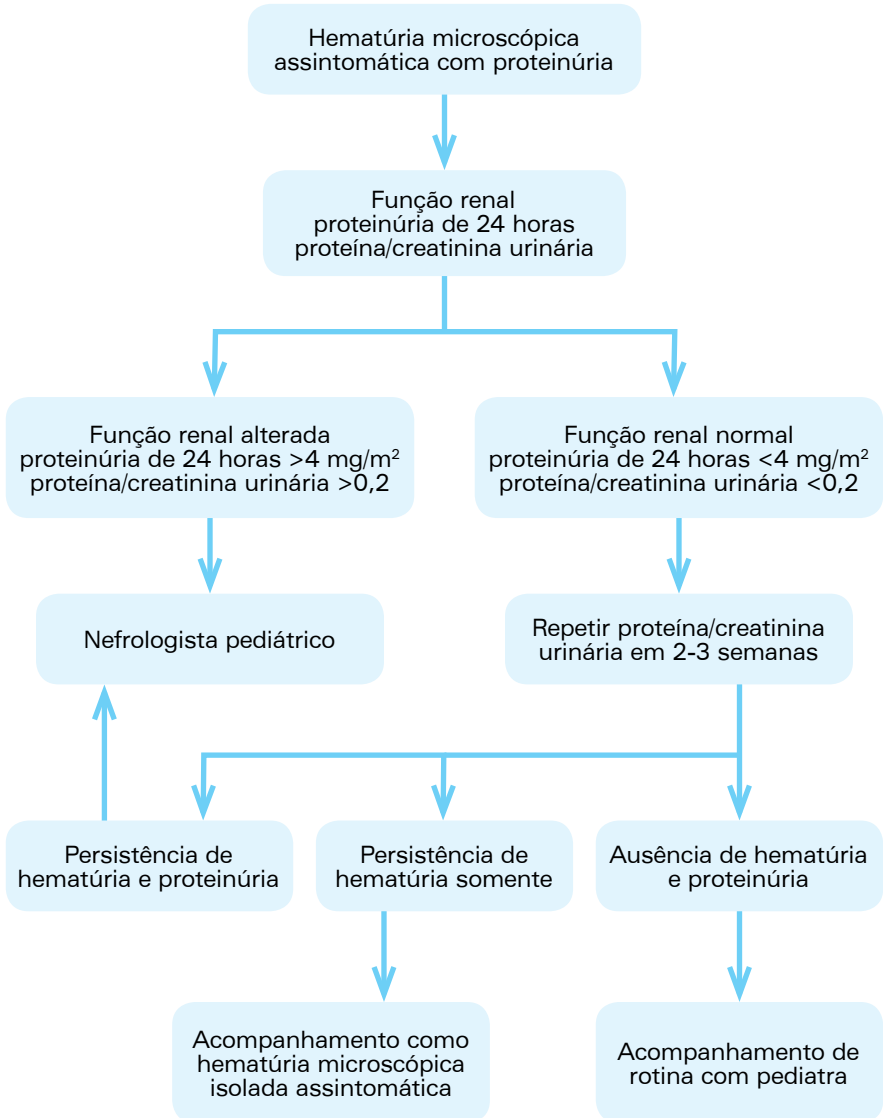 Hematúria microscópica
assintomática com proteinúria
Função renal
proteinúria de 24 horas
proteína/creatinina urinária
Função renal alterada
proteinúria de 24 horas >4 mg/m²
proteína/creatinina urinária >0,2
Função renal normal
proteinúria de 24 horas <4 mg/m²
proteína/creatinina urinária <0,2
Nefrologista pediátrico
Repetir proteína/creatinina
urinária em 2-3 semanas
Persistência de
hematúria e proteinúria
Persistência de
hematúria somente
Ausência de hematúria
e proteinúria
Acompanhamento como
hematúria microscópica
isolada assintomática
Acompanhamento de
rotina com pediatra